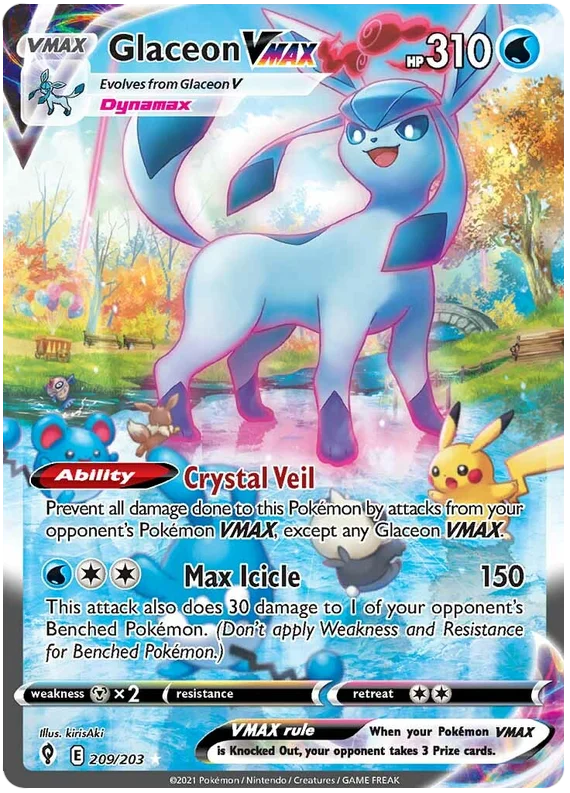 VMAX
Glaceon VMAX
HP 310
Evolves from Glaceon V
Dynamax
Ability Crystal Veil
Prevent all damage done to this Pokémon by attacks from your
opponent's Pokémon VMAX, except any Glaceon VMAX.
Max Icicle 150
This attack also does 30 damage to 1 of your opponent's
Benched Pokémon. (Don't apply Weakness and Resistance
for Benched Pokémon.)
weakness ×2 resistance retreat
Illus. kirisAki
E 209/203
VMAX rule When your Pokémon VMAX
is Knocked Out, your opponent takes 3 Prize cards.
©2021 Pokémon / Nintendo / Creatures / GAME FREAK